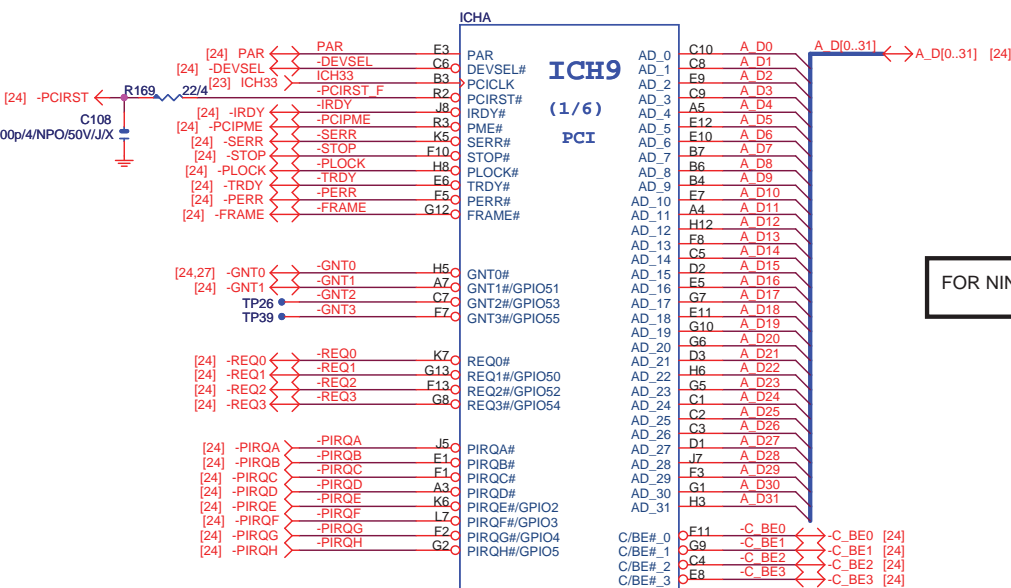 ICHA
ICH9
(1/6)
PCI
[24] PAR PAR E3 PAR
[24] -DEVSEL -DEVSEL C6 DEVSEL#
[23] ICH33 ICH33 B3 PCICLK
[24] -PCIRST R169 22/4 -PCIRST_F R2 PCIRST#
C108
00p/4/NPO/50V/J/X
[24] -IRDY -IRDY J8 IRDY#
[24] -PCIPME -PCIPME R3 PME#
[24] -SERR -SERR K5 SERR#
[24] -STOP -STOP F10 STOP#
[24] -PLOCK -PLOCK H8 PLOCK#
[24] -TRDY -TRDY E6 TRDY#
[24] -PERR -PERR F5 PERR#
[24] -FRAME -FRAME G12 FRAME#
[24,27] -GNT0 -GNT0 H5 GNT0#
[24] -GNT1 -GNT1 A7 GNT1#/GPIO51
TP26 -GNT2 C7 GNT2#/GPIO53
TP39 -GNT3 F7 GNT3#/GPIO55
[24] -REQ0 -REQ0 K7 REQ0#
[24] -REQ1 -REQ1 G13 REQ1#/GPIO50
[24] -REQ2 -REQ2 F13 REQ2#/GPIO52
[24] -REQ3 -REQ3 G8 REQ3#/GPIO54
[24] -PIRQA -PIRQA J5 PIRQA#
[24] -PIRQB -PIRQB E1 PIRQB#
[24] -PIRQC -PIRQC F1 PIRQC#
[24] -PIRQD -PIRQD A3 PIRQD#
[24] -PIRQE -PIRQE K6 PIRQE#/GPIO2
[24] -PIRQF -PIRQF L7 PIRQF#/GPIO3
[24] -PIRQG -PIRQG F2 PIRQG#/GPIO4
[24] -PIRQH -PIRQH G2 PIRQH#/GPIO5
AD_0 C10 A_D0 A_D[0..31] A_D[0..31] [24]
AD_1 C8 A_D1
AD_2 E9 A_D2
AD_3 C9 A_D3
AD_4 A5 A_D4
AD_5 E12 A_D5
AD_6 E10 A_D6
AD_7 B7 A_D7
AD_8 B6 A_D8
AD_9 B4 A_D9
AD_10 E7 A_D10
AD_11 A4 A_D11
AD_12 H12 A_D12
AD_13 F8 A_D13
AD_14 C5 A_D14
AD_15 D2 A_D15
AD_16 E5 A_D16
AD_17 G7 A_D17
AD_18 E11 A_D18
AD_19 G10 A_D19
AD_20 G6 A_D20
AD_21 D3 A_D21
AD_22 H6 A_D22
AD_23 G5 A_D23
AD_24 C1 A_D24
AD_25 C2 A_D25
AD_26 C3 A_D26
AD_27 D1 A_D27
AD_28 J7 A_D28
AD_29 F3 A_D29
AD_30 G1 A_D30
AD_31 H3 A_D31
C/BE#_0 F11 -C_BE0 -C_BE0 [24]
C/BE#_1 G9 -C_BE1 -C_BE1 [24]
C/BE#_2 C4 -C_BE2 -C_BE2 [24]
C/BE#_3 E8 -C_BE3 -C_BE3 [24]
FOR NIN